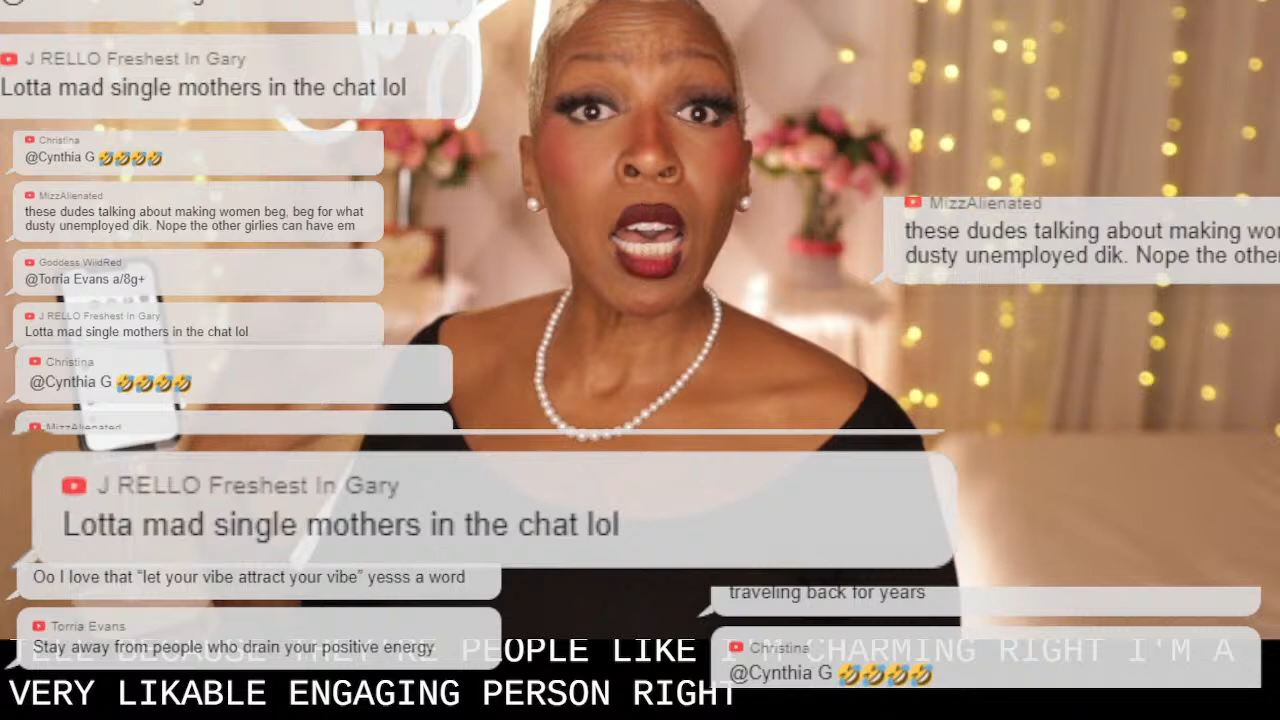 J RELLO Freshest In Gary
Lotta mad single mothers in the chat lol
Christina
@Cynthia G 🤣🤣🤣🤣
MizzAlienated
these dudes talking about making women beg, beg for what
dusty unemployed dik. Nope the other girlies can have em
Goddess WildRed
@Torria Evans a/8g+
J RELLO Freshest In Gary
Lotta mad single mothers in the chat lol
Christina
@Cynthia G 🤣🤣🤣🤣
MizzAlienated
MizzAlienated
these dudes talking about making wo
dusty unemployed dik. Nope the other
J RELLO Freshest In Gary
Lotta mad single mothers in the chat lol
Oo I love that “let your vibe attract your vibe” yesss a word
Torria Evans
Stay away from people who drain your positive energy
traveling back for years
Christina
@Cynthia G 🤣🤣🤣🤣
BECAUSE THEY'RE PEOPLE LIKE I'M CHARMING RIGHT I'M A
VERY LIKABLE ENGAGING PERSON RIGHT